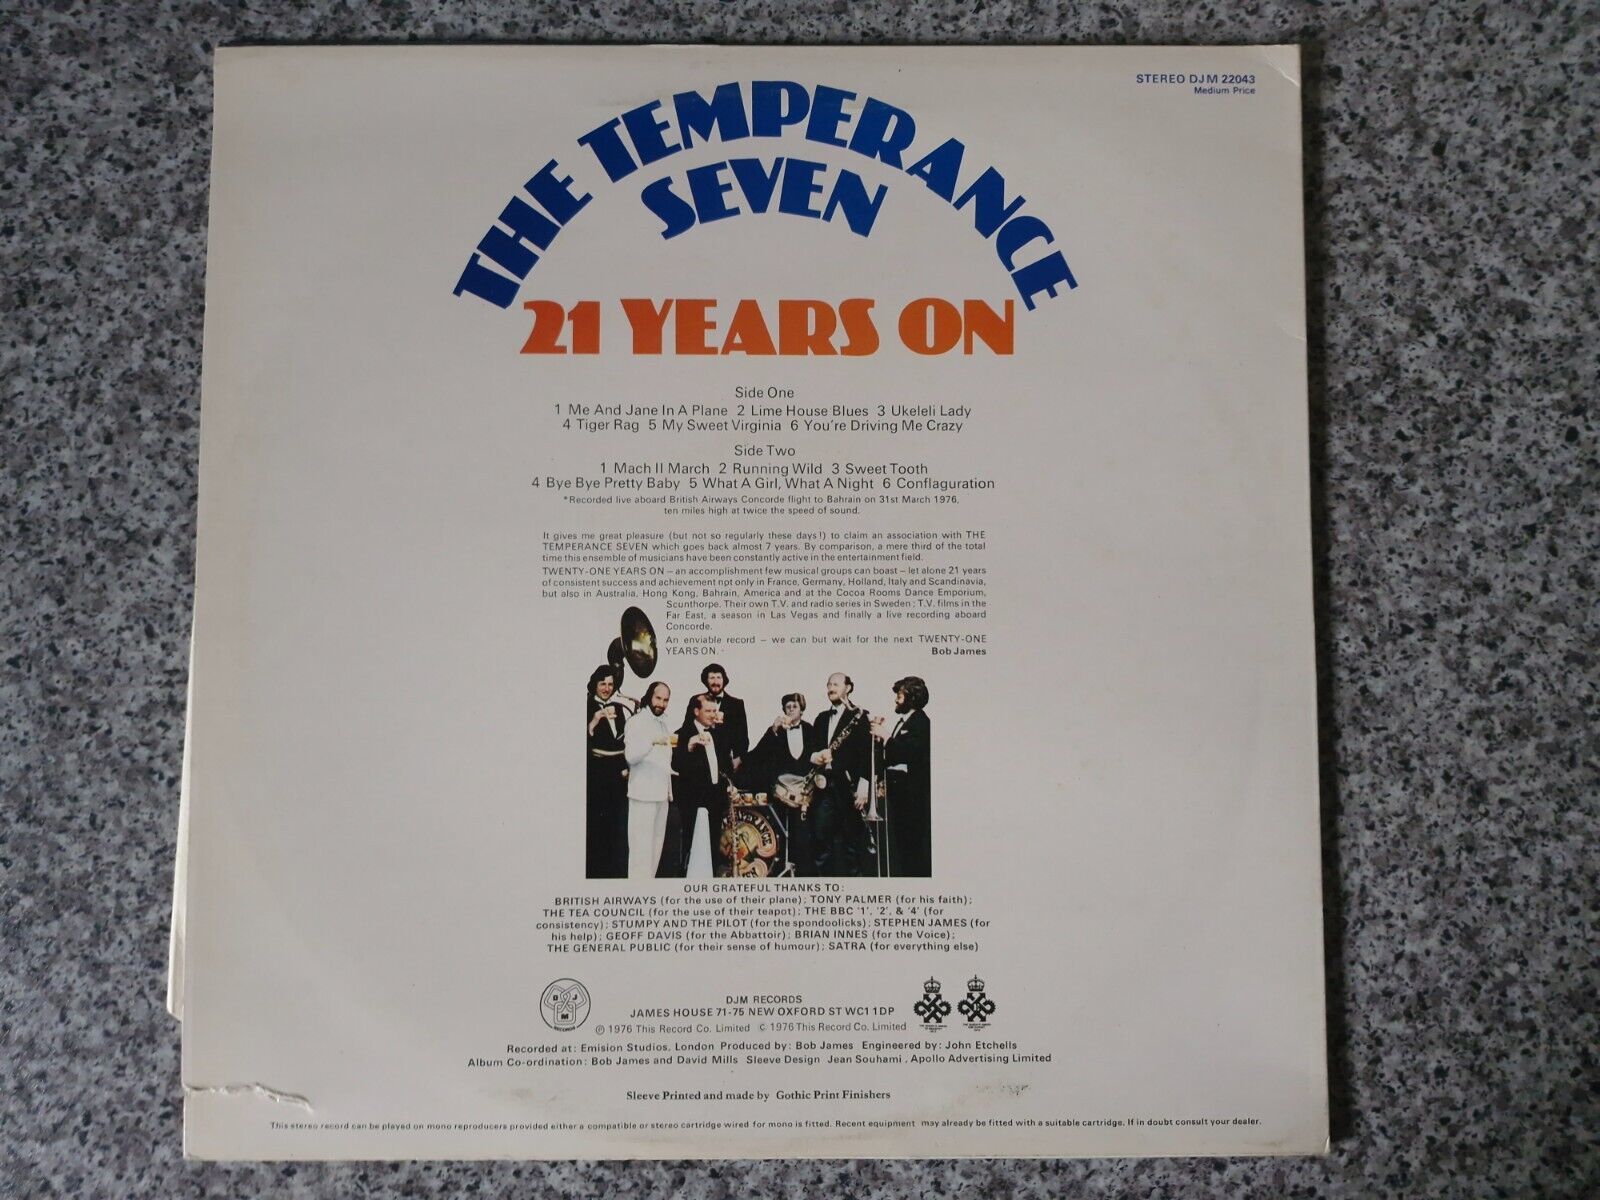 STEREO DJM 22043
Medium Price
THE TEMPERANCE
SEVEN
21 YEARS ON
Side One
1 Me And Jane In A Plane 2 Lime House Blues 3 Ukeleli Lady
4 Tiger Rag 5 My Sweet Virginia 6 You're Driving Me Crazy
Side Two
1 Mach II March 2 Running Wild 3 Sweet Tooth
4 Bye Bye Pretty Baby 5 What A Girl, What A Night 6 Conflaguration
*Recorded live aboard British Airways Concorde flight to Bahrain on 31st March 1976,
ten miles high at twice the speed of sound.
It gives me great pleasure (but not so regularly these days!) to claim an association with THE
TEMPERANCE SEVEN which goes back almost 7 years. By comparison, a mere third of the total
time this ensemble of musicians have been constantly active in the entertainment field.
TWENTY-ONE YEARS ON – an accomplishment few musical groups can boast – let alone 21 years
of consistent success and achievement not only in France, Germany, Holland, Italy and Scandinavia,
but also in Australia, Hong Kong, Bahrain, America and at the Cocoa Rooms Dance Emporium,
Scunthorpe. Their own T.V. and radio series in Sweden; T.V. films in the
Far East, a season in Las Vegas and finally a live recording aboard
Concorde.
An enviable record – we can but wait for the next TWENTY-ONE
YEARS ON. Bob James
OUR GRATEFUL THANKS TO:
BRITISH AIRWAYS (for the use of their plane); TONY PALMER (for his faith);
THE TEA COUNCIL (for the use of their teapot); THE BBC '1', '2', & '4' (for
consistency); STUMPY AND THE PILOT (for the spondoolicks); STEPHEN JAMES (for
his help); GEOFF DAVIS (for the Abbattoir); BRIAN INNES (for the Voice);
THE GENERAL PUBLIC (for their sense of humour); SATRA (for everything else)
D J M
RECORDS
DJM RECORDS
JAMES HOUSE 71-75 NEW OXFORD ST WC1 1DP
℗ 1976 This Record Co. Limited © 1976 This Record Co. Limited
Recorded at: Emision Studios, London Produced by: Bob James Engineered by: John Etchells
Album Co-ordination: Bob James and David Mills Sleeve Design Jean Souhami, Apollo Advertising Limited
Sleeve Printed and made by Gothic Print Finishers
This stereo record can be played on mono reproducers provided either a compatible or stereo cartridge wired for mono is fitted. Recent equipment may already be fitted with a suitable cartridge. If in doubt consult your dealer.